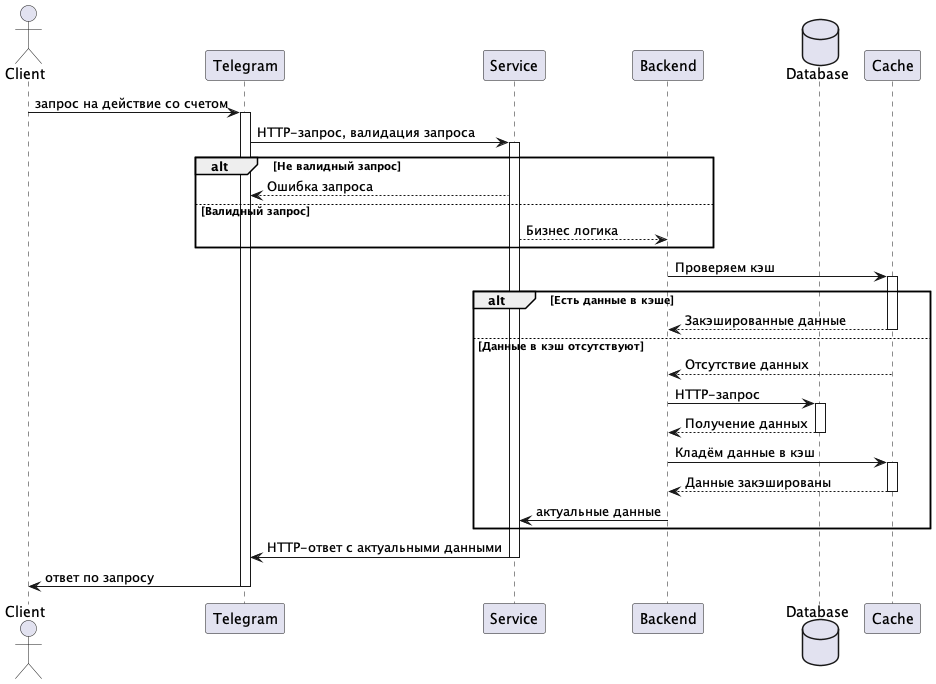 Client
Telegram
Service
Backend
Database
Cache
запрос на действие со счетом
HTTP-запрос, валидация запроса
alt
[Не валидный запрос]
Ошибка запроса
[Валидный запрос]
Бизнес логика
Проверяем кэш
alt
[Есть данные в кэше]
Закэшированные данные
[Данные в кэш отсутствуют]
Отсутствие данных
HTTP-запрос
Получение данных
Кладём данные в кэш
Данные закэшированы
актуальные данные
HTTP-ответ с актуальными данными
ответ по запросу
Client
Telegram
Service
Backend
Database
Cache